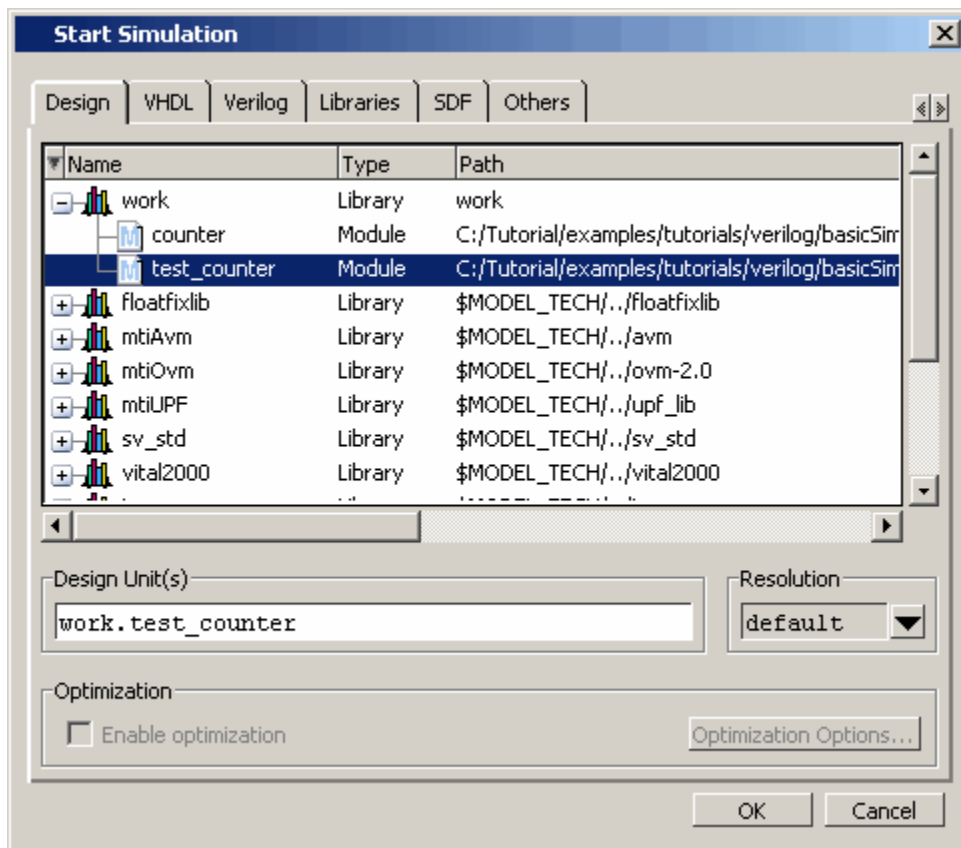 Start Simulation
Design VHDL Verilog Libraries SDF Others
Name Type Path
work Library work
counter Module C:/Tutorial/examples/tutorials/verilog/basicSim
test_counter Module C:/Tutorial/examples/tutorials/verilog/basicSim
floatfixlib Library $MODEL_TECH/../floatfixlib
mtiAvm Library $MODEL_TECH/../avm
mtiOvm Library $MODEL_TECH/../ovm-2.0
mtiUPF Library $MODEL_TECH/../upf_lib
sv_std Library $MODEL_TECH/../sv_std
vital2000 Library $MODEL_TECH/../vital2000
Design Unit(s) Resolution
work.test_counter default
Optimization
Enable optimization Optimization Options...
OK Cancel